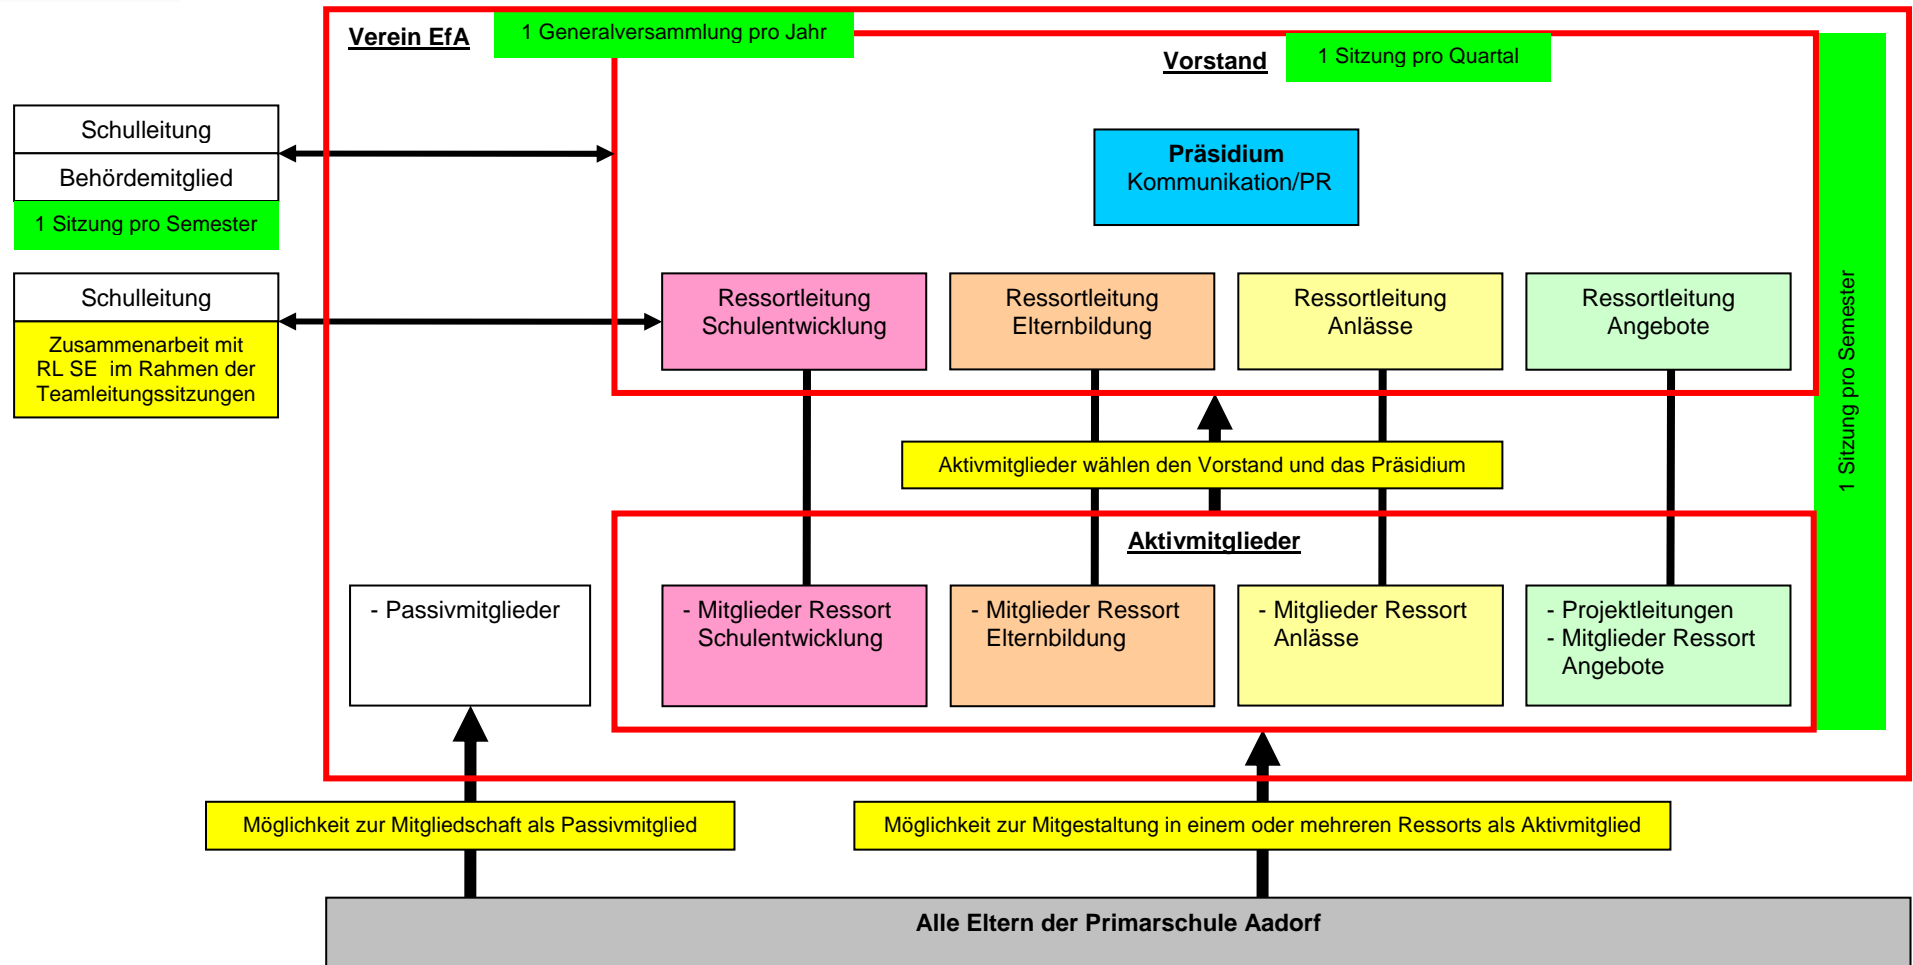 Verein EfA
1 Generalversammlung pro Jahr
Vorstand
1 Sitzung pro Quartal
Schulleitung
Behördemitglied
1 Sitzung pro Semester
Präsidium
Kommunikation/PR
Schulleitung
Zusammenarbeit mit
RL SE im Rahmen der
Teamleitungssitzungen
Ressortleitung
Schulentwicklung
Ressortleitung
Elternbildung
Ressortleitung
Anlässe
Ressortleitung
Angebote
1 Sitzung pro Semester
Aktivmitglieder wählen den Vorstand und das Präsidium
Aktivmitglieder
- Passivmitglieder
- Mitglieder Ressort
Schulentwicklung
- Mitglieder Ressort
Elternbildung
- Mitglieder Ressort
Anlässe
- Projektleitungen
- Mitglieder Ressort
Angebote
Möglichkeit zur Mitgliedschaft als Passivmitglied
Möglichkeit zur Mitgestaltung in einem oder mehreren Ressorts als Aktivmitglied
Alle Eltern der Primarschule Aadorf